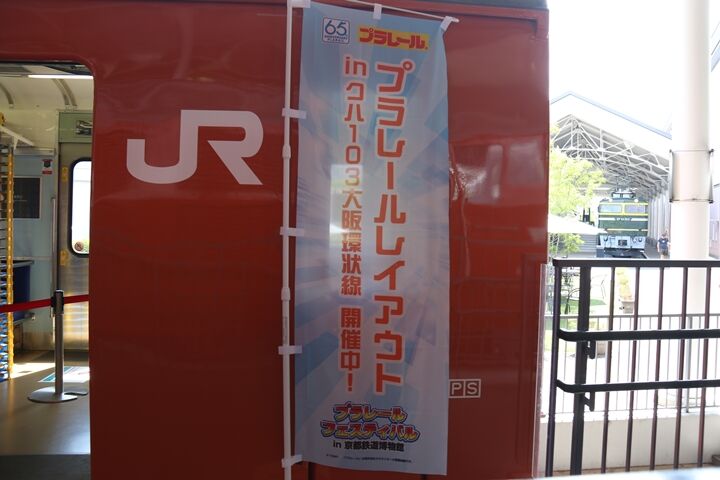 JR
65
プラレール
プラレールレイアウト
in クハ103大阪環状線 開催中！
プラレール
フェスティバル
in 京都鉄道博物館
PS